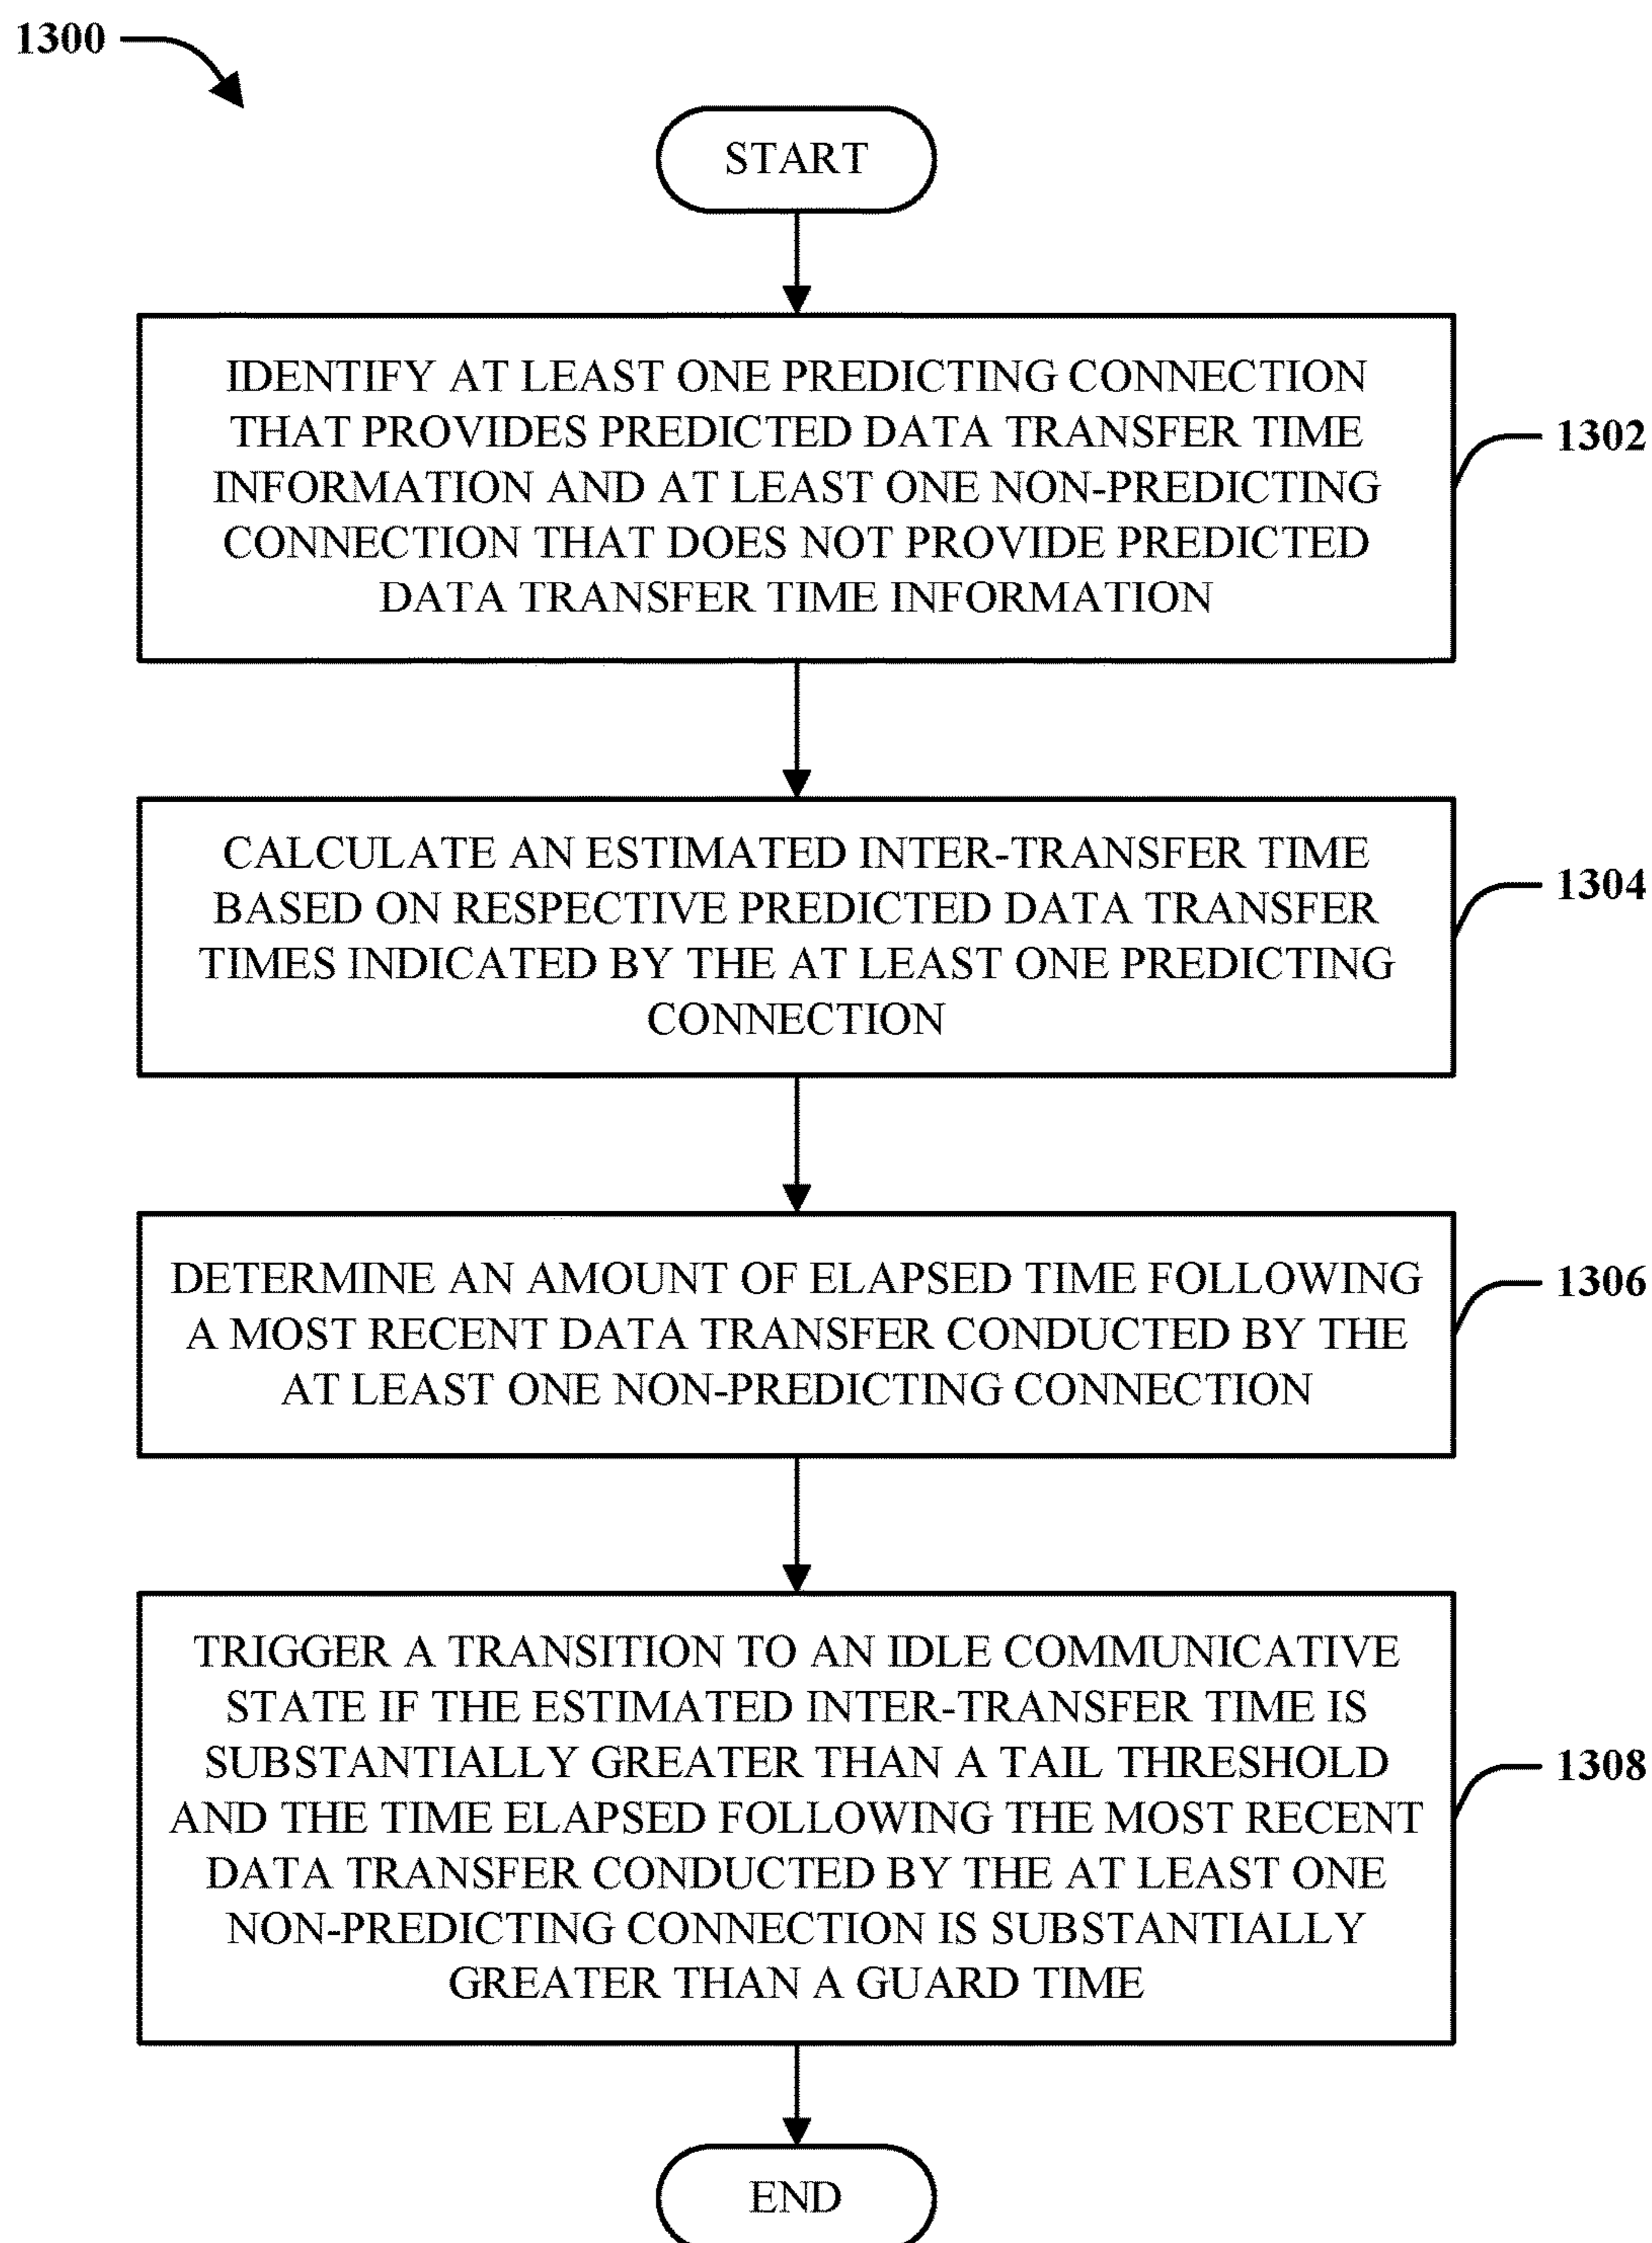 1300
START
IDENTIFY AT LEAST ONE PREDICTING CONNECTION
THAT PROVIDES PREDICTED DATA TRANSFER TIME
INFORMATION AND AT LEAST ONE NON-PREDICTING
CONNECTION THAT DOES NOT PROVIDE PREDICTED
DATA TRANSFER TIME INFORMATION
1302
CALCULATE AN ESTIMATED INTER-TRANSFER TIME
BASED ON RESPECTIVE PREDICTED DATA TRANSFER
TIMES INDICATED BY THE AT LEAST ONE PREDICTING
CONNECTION
1304
DETERMINE AN AMOUNT OF ELAPSED TIME FOLLOWING
A MOST RECENT DATA TRANSFER CONDUCTED BY THE
AT LEAST ONE NON-PREDICTING CONNECTION
1306
TRIGGER A TRANSITION TO AN IDLE COMMUNICATIVE
STATE IF THE ESTIMATED INTER-TRANSFER TIME IS
SUBSTANTIALLY GREATER THAN A TAIL THRESHOLD
AND THE TIME ELAPSED FOLLOWING THE MOST RECENT
DATA TRANSFER CONDUCTED BY THE AT LEAST ONE
NON-PREDICTING CONNECTION IS SUBSTANTIALLY
GREATER THAN A GUARD TIME
1308
END